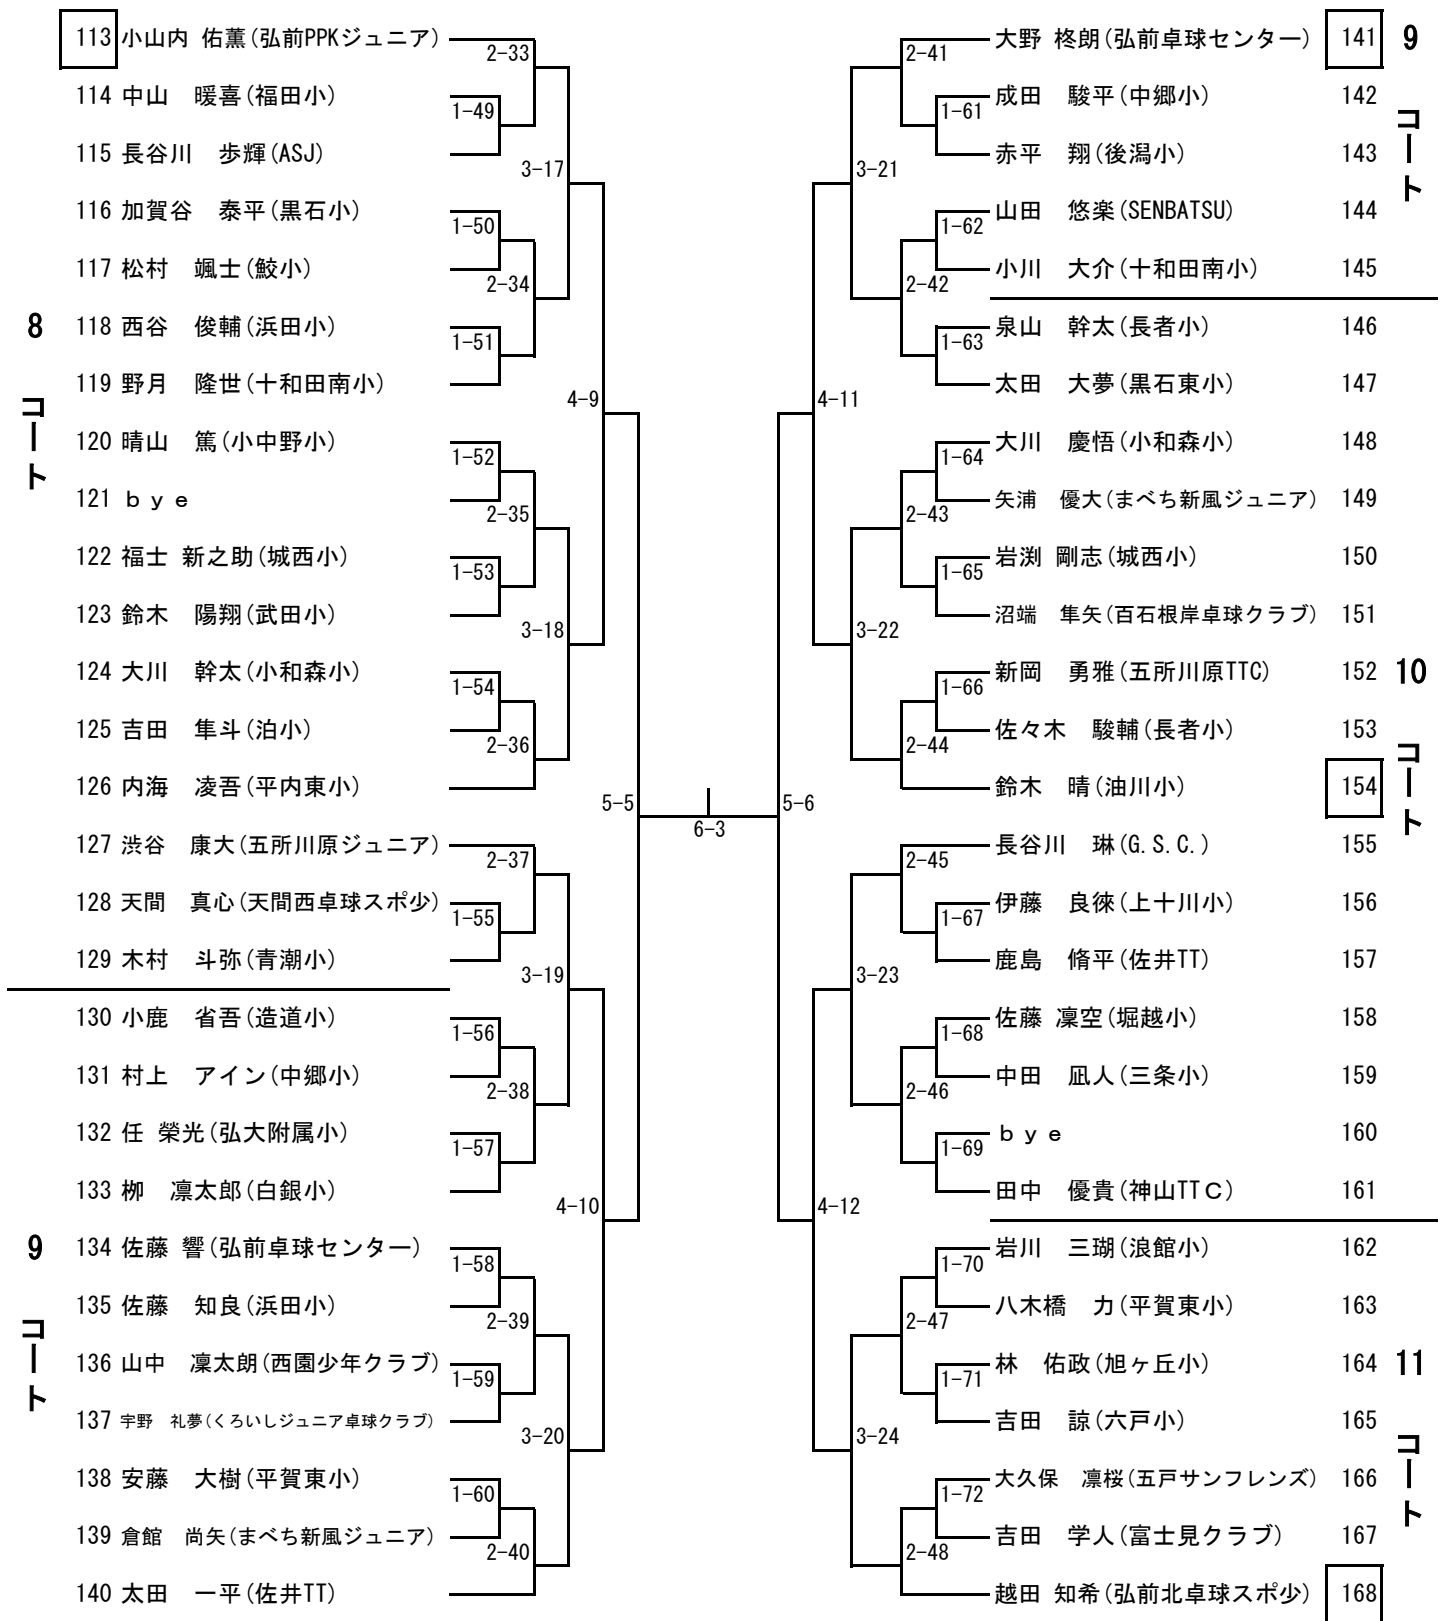 113 小山内 佑薫(弘前PPKジュニア)
2-33
114 中山 暖喜(福田小)
1-49
115 長谷川 歩輝(ASJ)
3-17
116 加賀谷 泰平(黒石小)
1-50
117 松村 颯士(鮫小)
2-34
8 コート
118 西谷 俊輔(浜田小)
1-51
119 野月 隆世(十和田南小)
4-9
120 晴山 篤(小中野小)
1-52
121 ｂｙｅ
2-35
122 福士 新之助(城西小)
1-53
123 鈴木 陽翔(武田小)
3-18
124 大川 幹太(小和森小)
1-54
125 吉田 隼斗(泊小)
2-36
126 内海 凌吾(平内東小)
5-5
127 渋谷 康大(五所川原ジュニア)
2-37
128 天間 真心(天間西卓球スポ少)
1-55
129 木村 斗弥(青潮小)
3-19
130 小鹿 省吾(造道小)
1-56
131 村上 アイン(中郷小)
2-38
132 任 榮光(弘大附属小)
1-57
133 栁 凛太郎(白銀小)
4-10
9 コート
134 佐藤 響(弘前卓球センター)
1-58
135 佐藤 知良(浜田小)
2-39
136 山中 凜太朗(西園少年クラブ)
1-59
137 宇野 礼夢(くろいしジュニア卓球クラブ)
3-20
138 安藤 大樹(平賀東小)
1-60
139 倉館 尚矢(まべち新風ジュニア)
2-40
140 太田 一平(佐井TT)
6-3
大野 柊朗(弘前卓球センター) 141
9 コート
2-41
成田 駿平(中郷小) 142
1-61
赤平 翔(後潟小) 143
3-21
山田 悠楽(SENBATSU) 144
1-62
小川 大介(十和田南小) 145
2-42
泉山 幹太(長者小) 146
1-63
太田 大夢(黒石東小) 147
4-11
大川 慶悟(小和森小) 148
1-64
矢浦 優大(まべち新風ジュニア) 149
2-43
岩渕 剛志(城西小) 150
1-65
沼端 隼矢(百石根岸卓球クラブ) 151
3-22
新岡 勇雅(五所川原TTC) 152
10 コート
1-66
佐々木 駿輔(長者小) 153
2-44
鈴木 晴(油川小) 154
5-6
長谷川 琳(G.S.C.) 155
2-45
伊藤 良徠(上十川小) 156
1-67
鹿島 脩平(佐井TT) 157
3-23
佐藤 凜空(堀越小) 158
1-68
中田 凪人(三条小) 159
2-46
ｂｙｅ 160
1-69
田中 優貴(神山TTＣ) 161
4-12
岩川 三瑚(浪館小) 162
1-70
八木橋 力(平賀東小) 163
2-47
林 佑政(旭ヶ丘小) 164
11 コート
1-71
吉田 諒(六戸小) 165
3-24
大久保 凛桜(五戸サンフレンズ) 166
1-72
吉田 学人(富士見クラブ) 167
2-48
越田 知希(弘前北卓球スポ少) 168